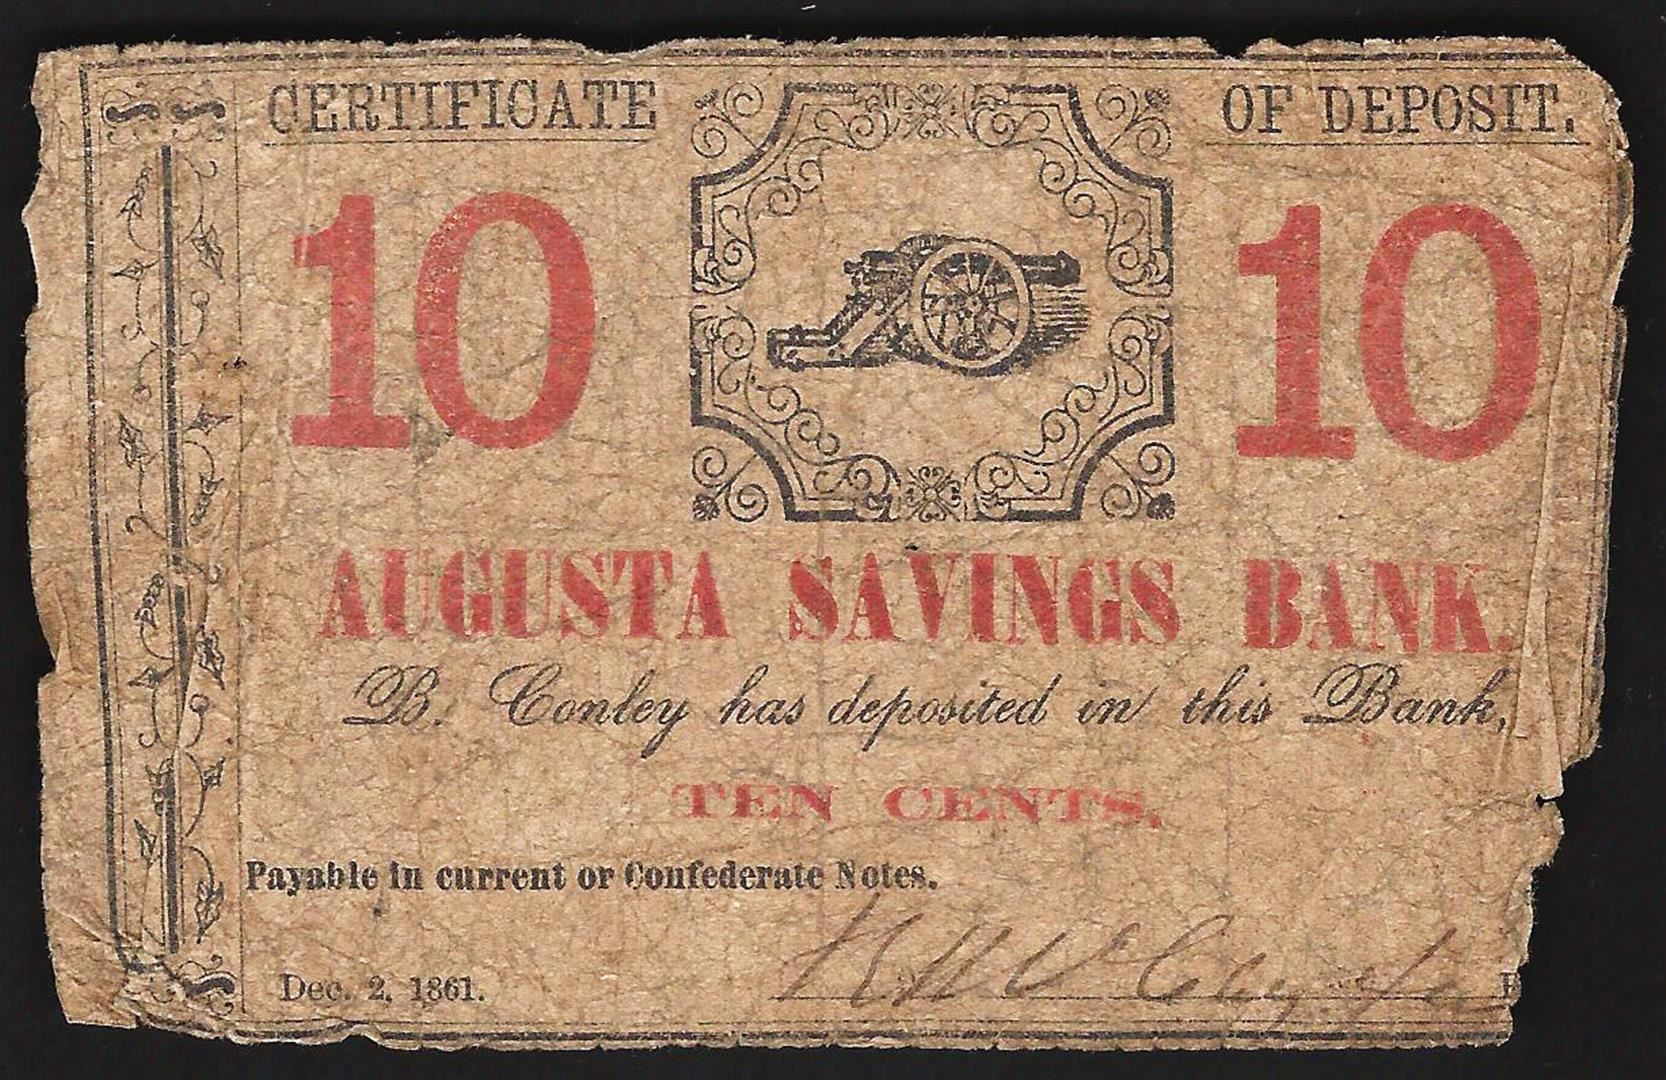 CERTIFICATE OF DEPOSIT.
10 10
AUGUSTA SAVINGS BANK.
B. Conley has deposited in this Bank,
TEN CENTS.
Payable in current or Confederate Notes.
Dec. 2, 1861.